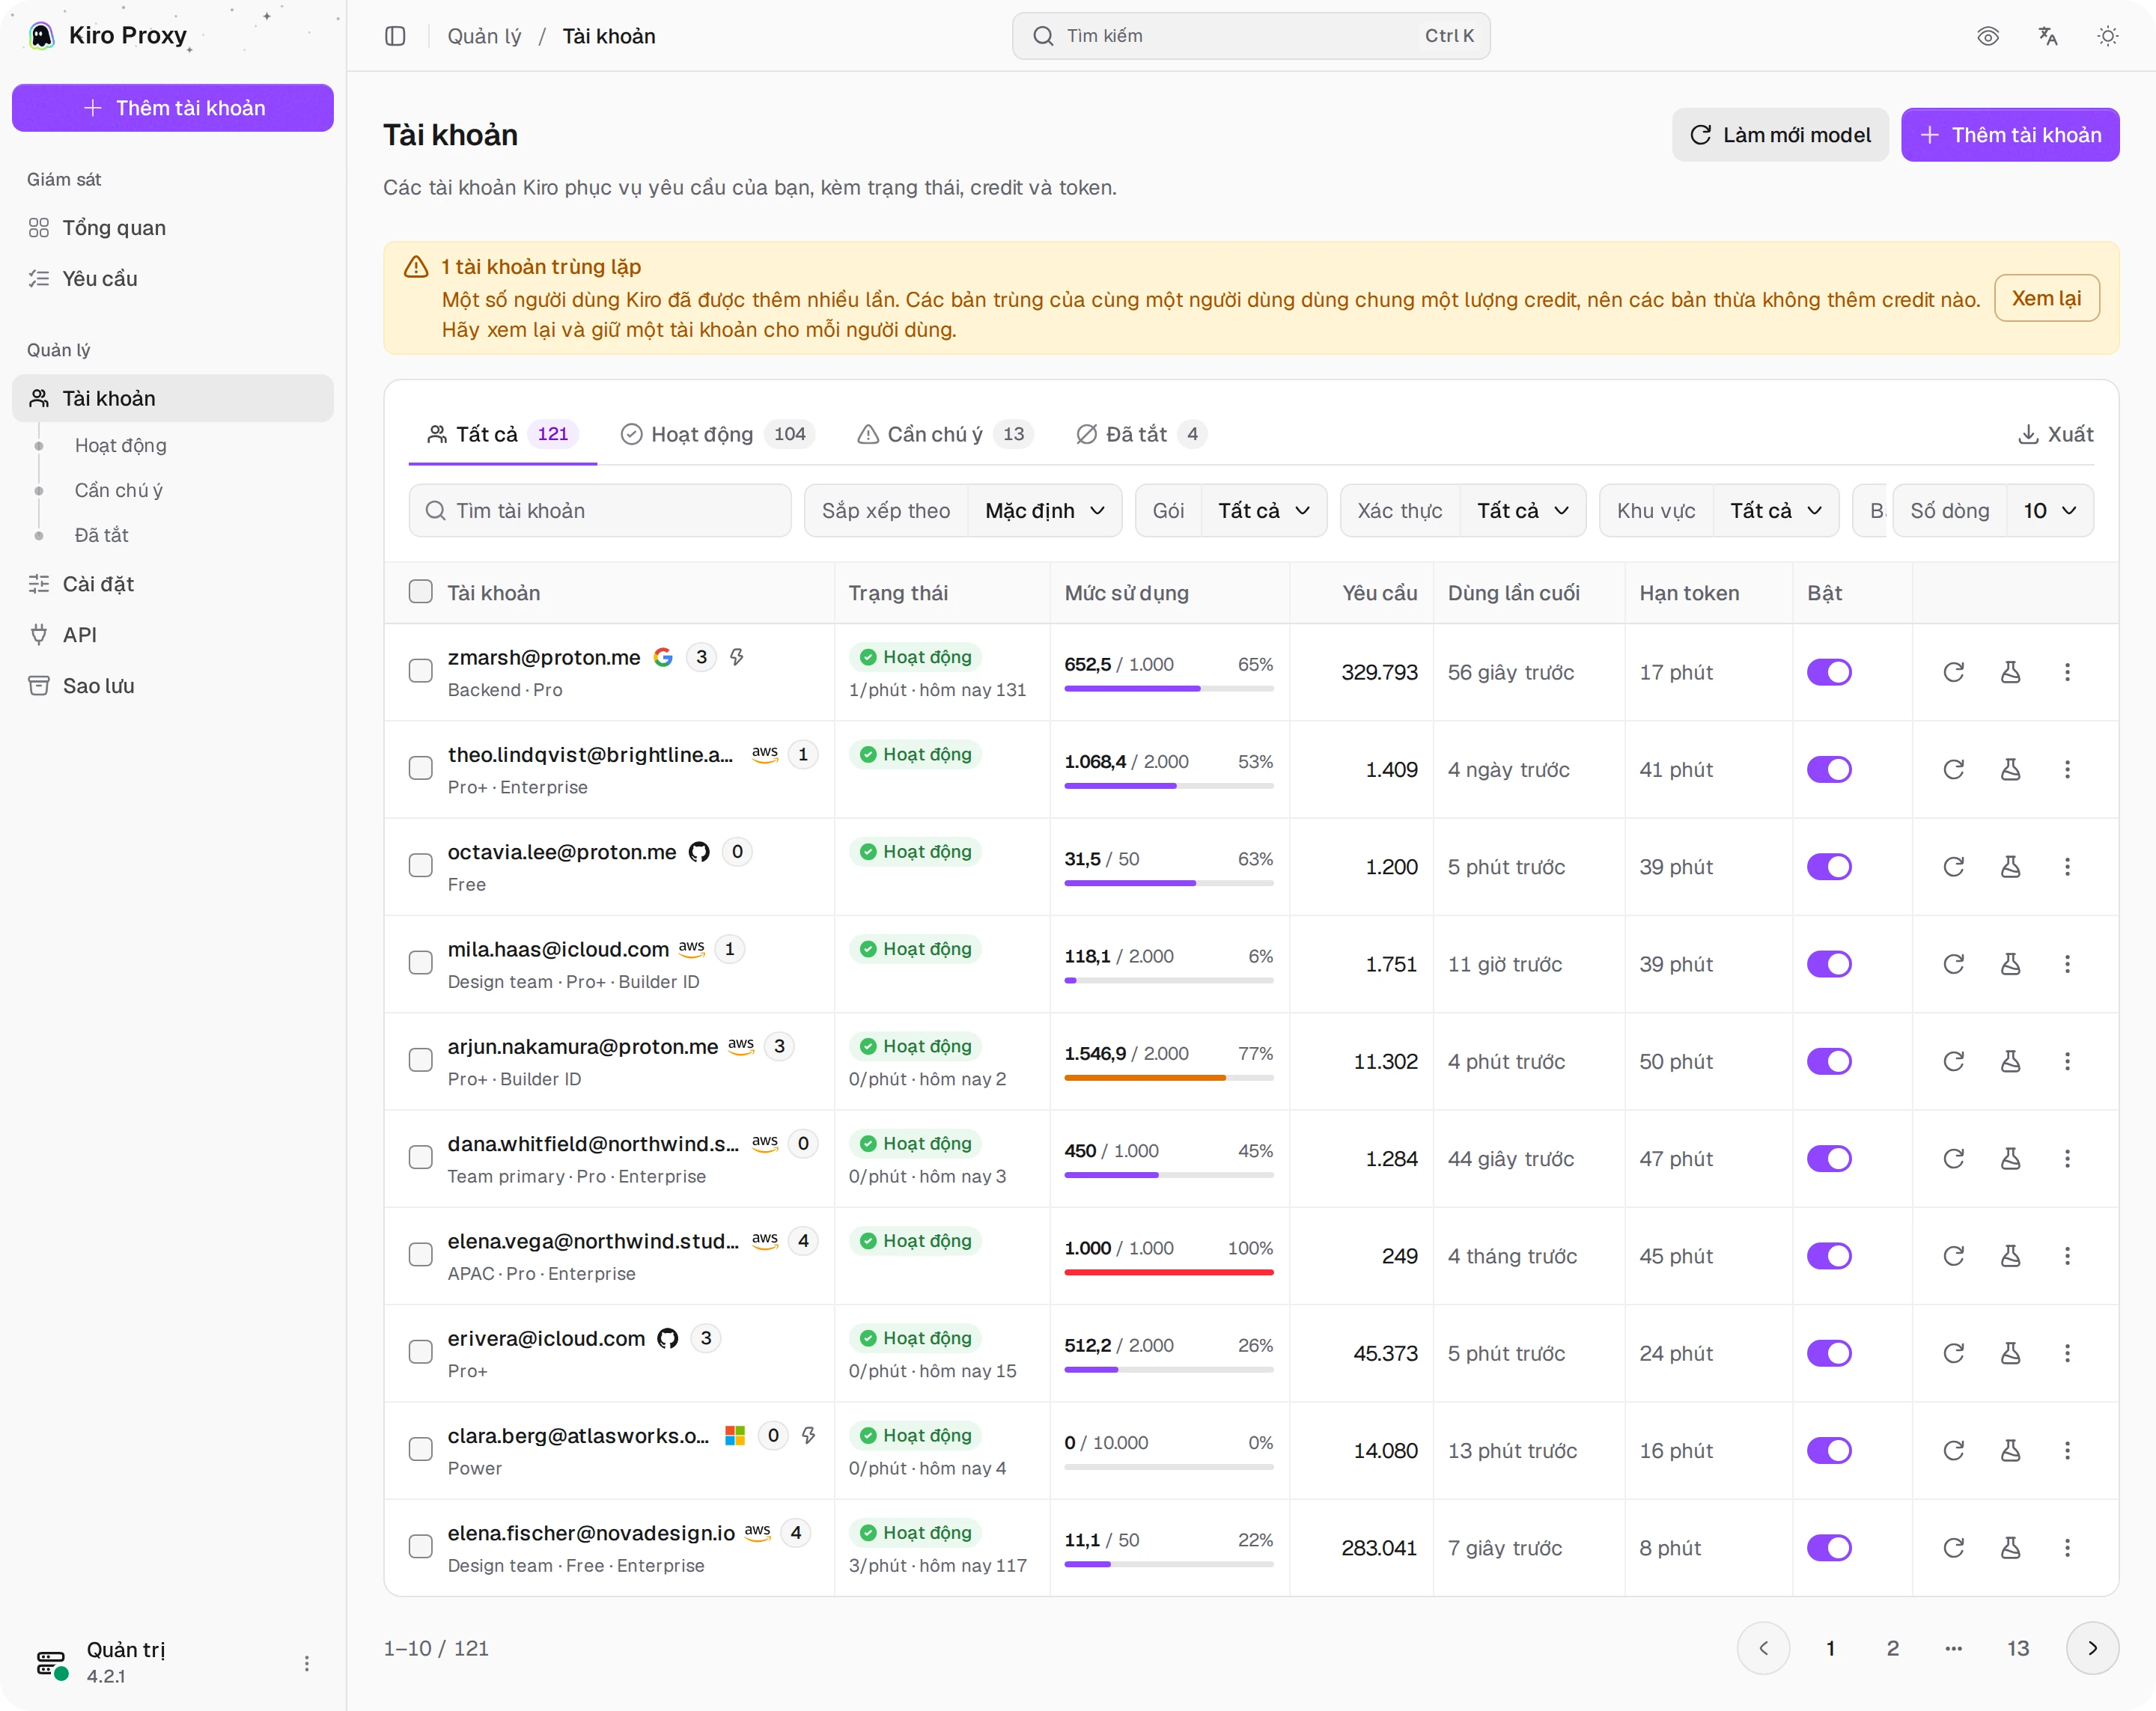 Kiro Proxy
Thêm tài khoản
Giám sát
Tổng quan
Yêu cầu
Quản lý
Tài khoản
Hoạt động
Cần chú ý
Đã tắt
Cài đặt
API
Sao lưu
Quản trị
4.2.1
Quản lý / Tài khoản
Tìm kiếm Ctrl K
Tài khoản
Làm mới model
Thêm tài khoản
Các tài khoản Kiro phục vụ yêu cầu của bạn, kèm trạng thái, credit và token.
1 tài khoản trùng lặp
Một số người dùng Kiro đã được thêm nhiều lần. Các bản trùng của cùng một người dùng dùng chung một lượng credit, nên các bản thừa không thêm credit nào.
Hãy xem lại và giữ một tài khoản cho mỗi người dùng.
Xem lại
Tất cả 121 Hoạt động 104 Cần chú ý 13 Đã tắt 4 Xuất
Tìm tài khoản Sắp xếp theo Mặc định Gói Tất cả Xác thực Tất cả Khu vực Tất cả Số dòng 10
Tài khoản Trạng thái Mức sử dụng Yêu cầu Dùng lần cuối Hạn token Bật
zmarsh@proton.me 3 Hoạt động 652,5 / 1.000 65% 329.793 56 giây trước 17 phút
Backend · Pro 1/phút · hôm nay 131
theo.lindqvist@brightline.a... aws 1 Hoạt động 1.068,4 / 2.000 53% 1.409 4 ngày trước 41 phút
Pro+ · Enterprise
octavia.lee@proton.me 0 Hoạt động 31,5 / 50 63% 1.200 5 phút trước 39 phút
Free
mila.haas@icloud.com aws 1 Hoạt động 118,1 / 2.000 6% 1.751 11 giờ trước 39 phút
Design team · Pro+ · Builder ID
arjun.nakamura@proton.me aws 3 Hoạt động 1.546,9 / 2.000 77% 11.302 4 phút trước 50 phút
Pro+ · Builder ID 0/phút · hôm nay 2
dana.whitfield@northwind.s... aws 0 Hoạt động 450 / 1.000 45% 1.284 44 giây trước 47 phút
Team primary · Pro · Enterprise 0/phút · hôm nay 3
elena.vega@northwind.stud... aws 4 Hoạt động 1.000 / 1.000 100% 249 4 tháng trước 45 phút
APAC · Pro · Enterprise
erivera@icloud.com 3 Hoạt động 512,2 / 2.000 26% 45.373 5 phút trước 24 phút
Pro+ 0/phút · hôm nay 15
clara.berg@atlasworks.o... 0 Hoạt động 0 / 10.000 0% 14.080 13 phút trước 16 phút
Power 0/phút · hôm nay 4
elena.fischer@novadesign.io aws 4 Hoạt động 11,1 / 50 22% 283.041 7 giây trước 8 phút
Design team · Free · Enterprise 3/phút · hôm nay 117
1–10 / 121
1 2 ··· 13